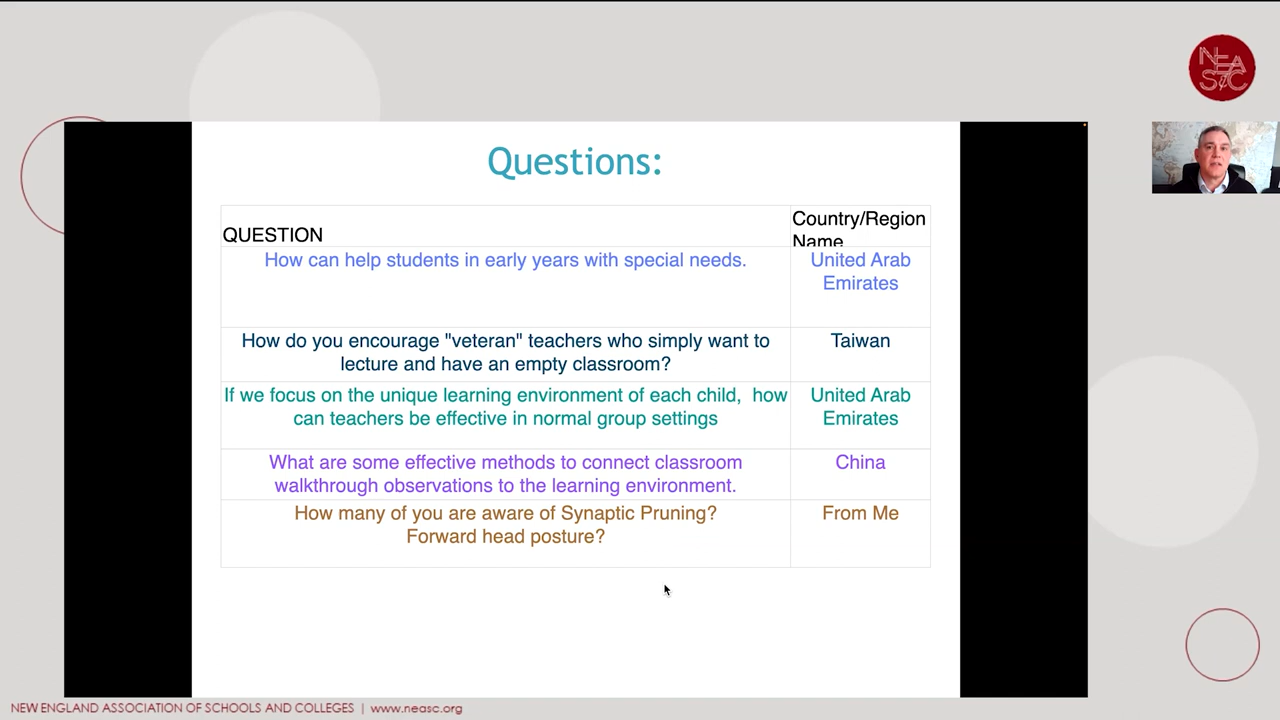 NEA
S&C
Questions:
QUESTION
Country/Region
Name
How can help students in early years with special needs.
United Arab
Emirates
How do you encourage "veteran" teachers who simply want to
lecture and have an empty classroom?
Taiwan
If we focus on the unique learning environment of each child, how
can teachers be effective in normal group settings
United Arab
Emirates
What are some effective methods to connect classroom
walkthrough observations to the learning environment.
China
How many of you are aware of Synaptic Pruning?
Forward head posture?
From Me
NEW ENGLAND ASSOCIATION OF SCHOOLS AND COLLEGES | www.neasc.org